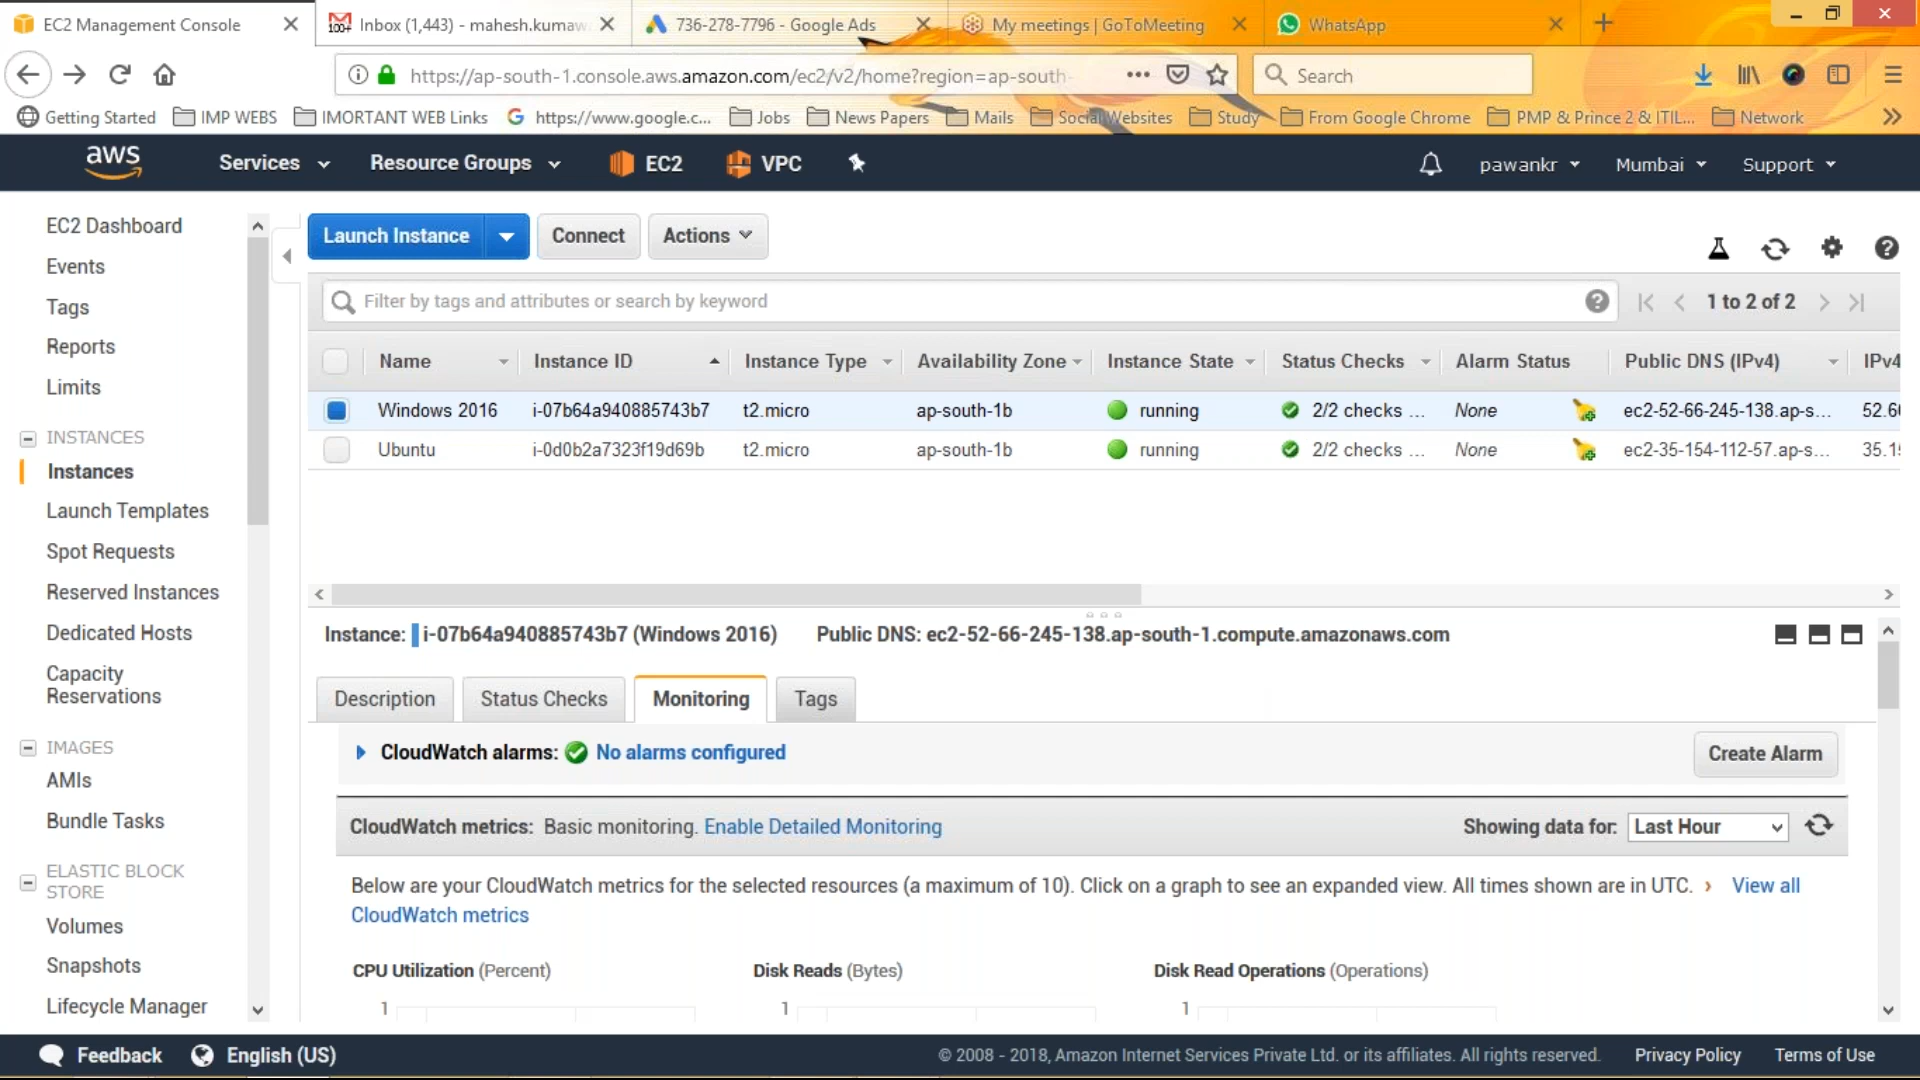 EC2 Management Console
Inbox (1,443) - mahesh.kumaw
736-278-7796 - Google Ads
My meetings | GoToMeeting
WhatsApp
https://ap-south-1.console.aws.amazon.com/ec2/v2/home?region=ap-south-
Search
Getting Started
IMP WEBS
IMORTANT WEB Links
https://www.google.c...
Jobs
News Papers
Mails
Social Websites
Study
From Google Chrome
PMP & Prince 2 & ITIL...
Network
aws
Services
Resource Groups
EC2
VPC
pawankr
Mumbai
Support
EC2 Dashboard
Events
Tags
Reports
Limits
INSTANCES
Instances
Launch Templates
Spot Requests
Reserved Instances
Dedicated Hosts
Capacity
Reservations
IMAGES
AMIs
Bundle Tasks
ELASTIC BLOCK
STORE
Volumes
Snapshots
Lifecycle Manager
Launch Instance
Connect
Actions
Filter by tags and attributes or search by keyword
1 to 2 of 2
Name Instance ID Instance Type Availability Zone Instance State Status Checks Alarm Status Public DNS (IPv4) IPv4
Windows 2016 i-07b64a940885743b7 t2.micro ap-south-1b running 2/2 checks ... None ec2-52-66-245-138.ap-s... 52.6
Ubuntu i-0d0b2a7323f19d69b t2.micro ap-south-1b running 2/2 checks ... None ec2-35-154-112-57.ap-s... 35.1
Instance: i-07b64a940885743b7 (Windows 2016) Public DNS: ec2-52-66-245-138.ap-south-1.compute.amazonaws.com
Description
Status Checks
Monitoring
Tags
CloudWatch alarms: No alarms configured
Create Alarm
CloudWatch metrics: Basic monitoring. Enable Detailed Monitoring
Showing data for: Last Hour
Below are your CloudWatch metrics for the selected resources (a maximum of 10). Click on a graph to see an expanded view. All times shown are in UTC. › View all
CloudWatch metrics
CPU Utilization (Percent)
Disk Reads (Bytes)
Disk Read Operations (Operations)
1
1
1
Feedback
English (US)
© 2008 - 2018, Amazon Internet Services Private Ltd. or its affiliates. All rights reserved.
Privacy Policy
Terms of Use